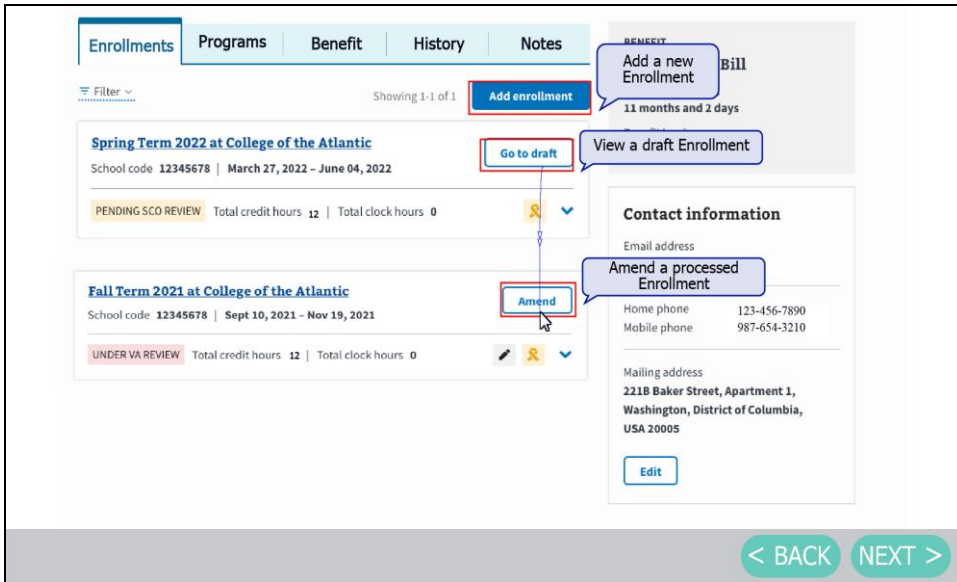 Enrollments
Programs
Benefit
History
Notes
Filter
Showing 1-1 of 1
Add enrollment
Spring Term 2022 at College of the Atlantic
School code 12345678 | March 27, 2022 – June 04, 2022
Go to draft
PENDING SCO REVIEW Total credit hours 12 | Total clock hours 0
Fall Term 2021 at College of the Atlantic
School code 12345678 | Sept 10, 2021 – Nov 19, 2021
Amend
UNDER VA REVIEW Total credit hours 12 | Total clock hours 0
BENEFIT
Bill
11 months and 2 days
Add a new
Enrollment
View a draft Enrollment
Amend a processed
Enrollment
Contact information
Email address
Home phone 123-456-7890
Mobile phone 987-654-3210
Mailing address
221B Baker Street, Apartment 1,
Washington, District of Columbia,
USA 20005
Edit
< BACK
NEXT >